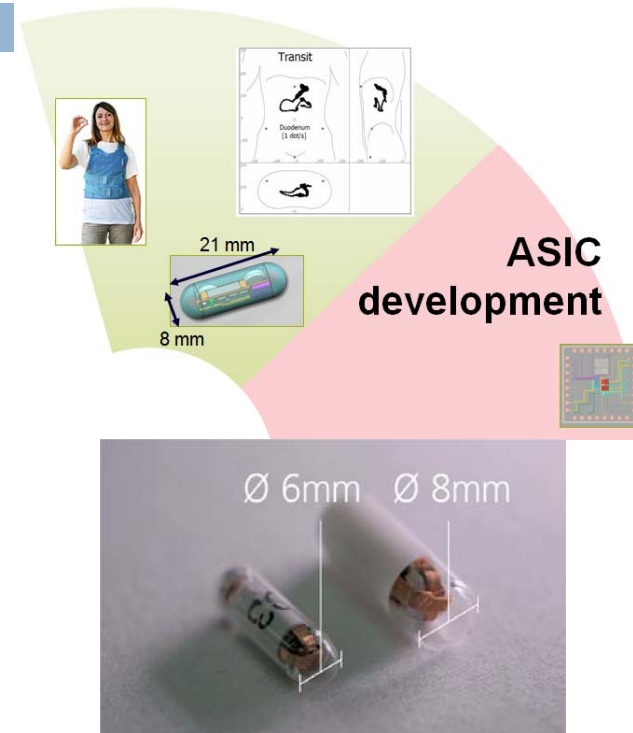 Transit
Duodenum
[1 dot/s]
21 mm
8 mm
ASIC
development
Ø 6mm
Ø 8mm